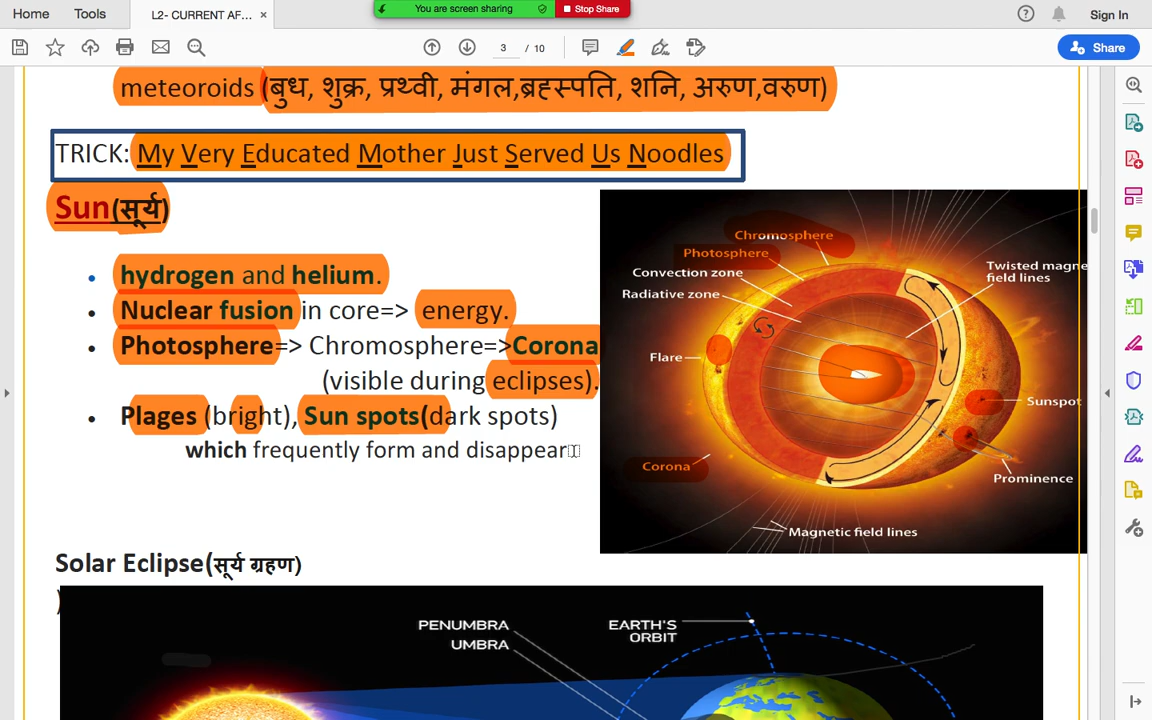 Home Tools L2- CURRENT AF... × You are screen sharing Stop Share Sign In
3 / 10 Share
meteoroids (बुध, शुक्र, प्रथ्वी, मंगल,ब्रह्स्पति, शनि, अरुण,वरुण)
TRICK: My Very Educated Mother Just Served Us Noodles
Sun(सूर्य)
• hydrogen and helium.
• Nuclear fusion in core=> energy.
• Photosphere=> Chromosphere=>Corona
(visible during eclipses).
• Plages (bright), Sun spots(dark spots)
which frequently form and disappear
Chromosphere
Photosphere
Convection zone
Radiative zone
Twisted magne
field lines
Flare
Sunspot
Corona
Prominence
Magnetic field lines
Solar Eclipse(सूर्य ग्रहण)
)
PENUMBRA
UMBRA
EARTH'S
ORBIT